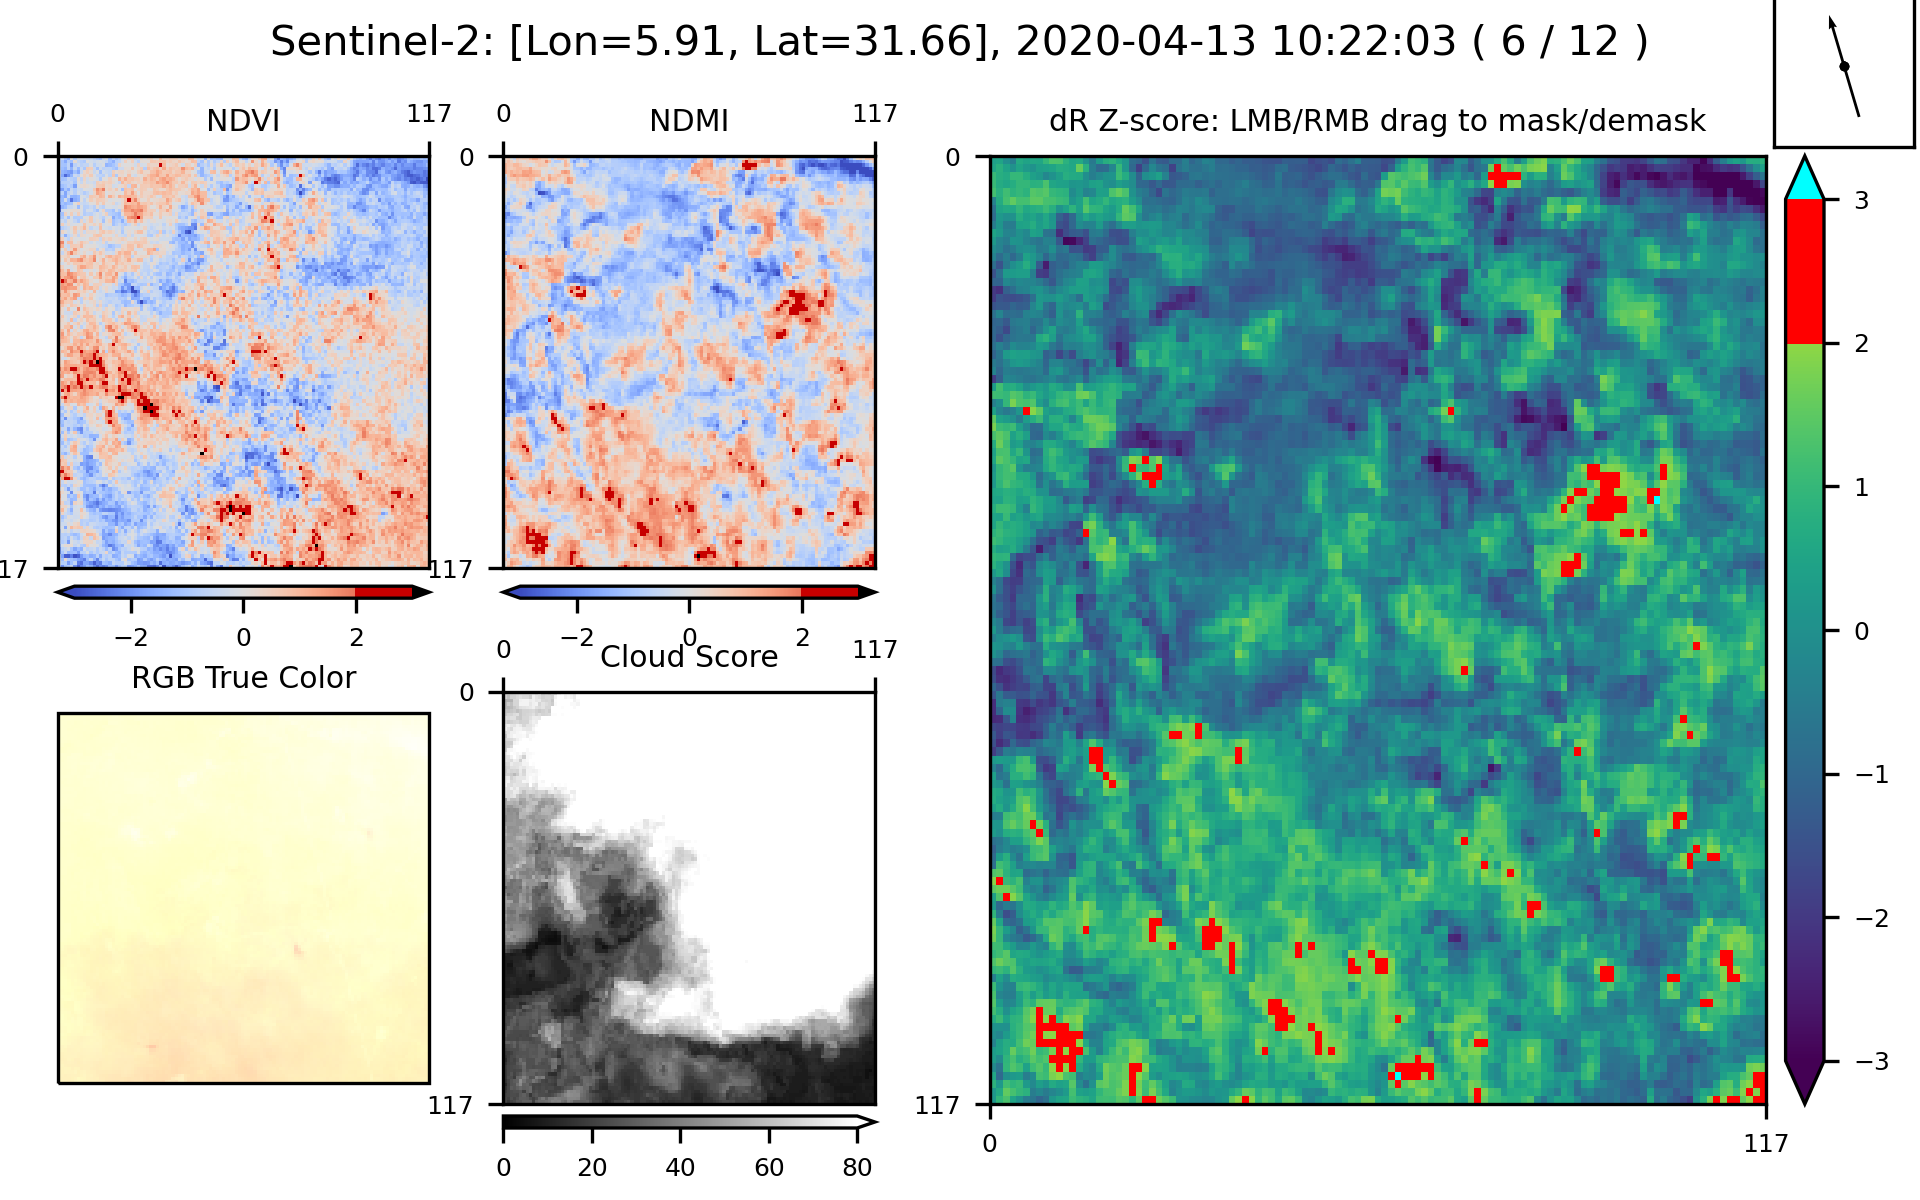 Sentinel-2: [Lon=5.91, Lat=31.66], 2020-04-13 10:22:03 ( 6 / 12 )
0 117 0 117
NDVI NDMI dR Z-score: LMB/RMB drag to mask/demask
0 0 0
3
2
1
0
−1
−2
−3
17 117
−2 0 2 −2 0 2
0 117
RGB True Color Cloud Score
0
117 117
0 117
0 20 40 60 80